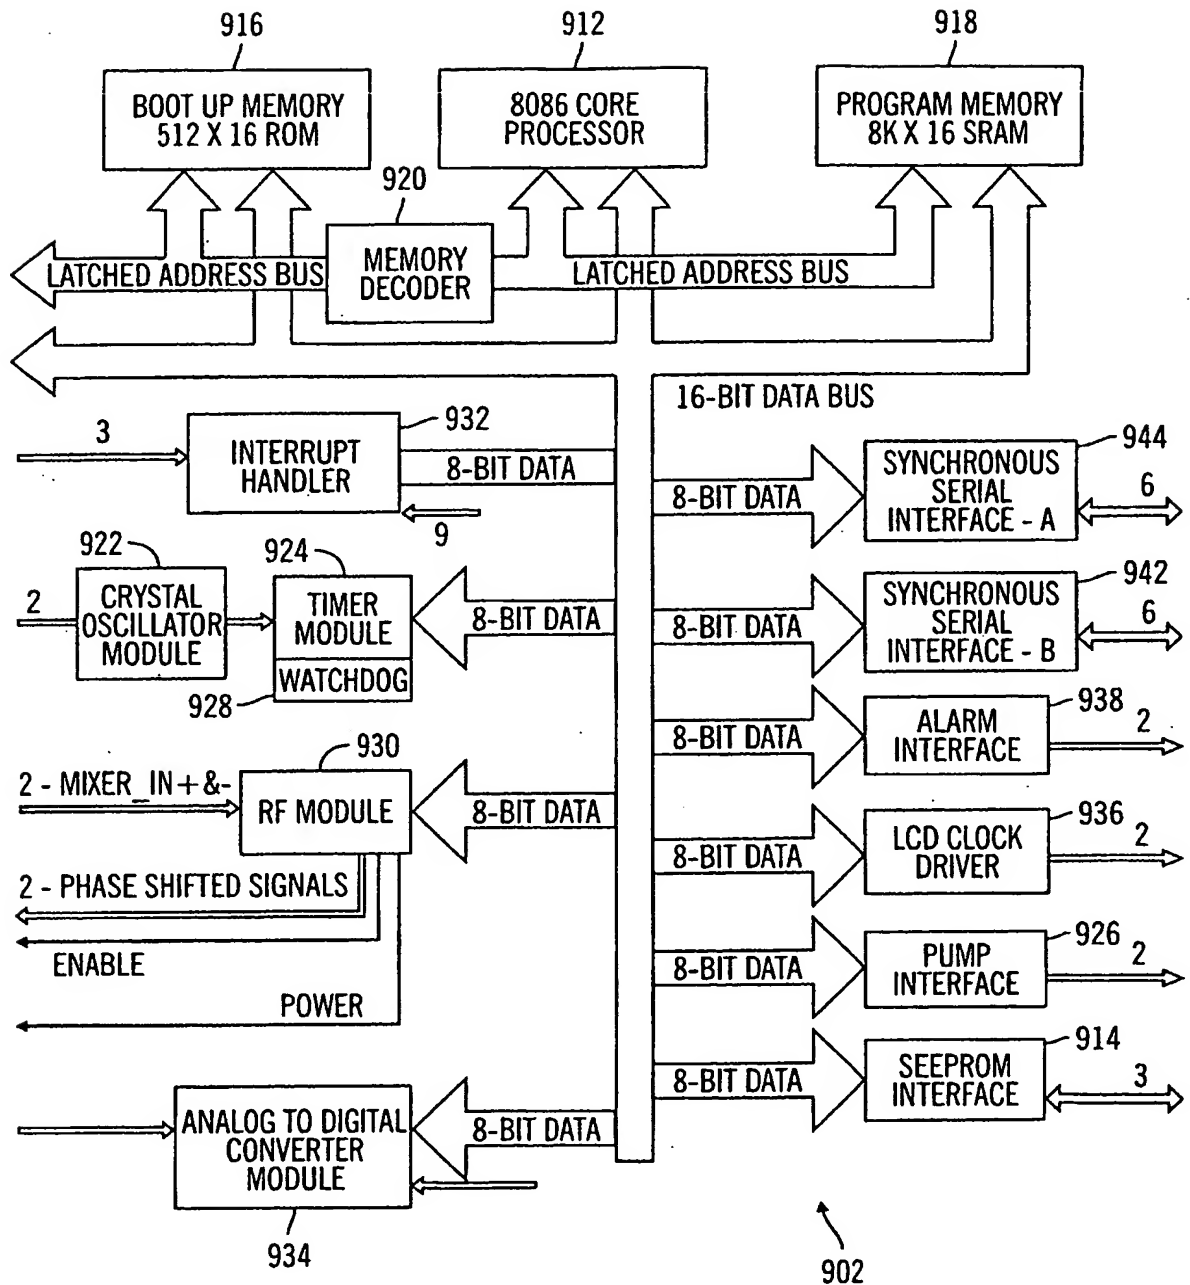 916
912
918
BOOT UP MEMORY
512 X 16 ROM
8086 CORE
PROCESSOR
PROGRAM MEMORY
8K X 16 SRAM
920
LATCHED ADDRESS BUS
MEMORY
DECODER
LATCHED ADDRESS BUS
16-BIT DATA BUS
3
932
INTERRUPT
HANDLER
8-BIT DATA
9
944
8-BIT DATA
SYNCHRONOUS
SERIAL
INTERFACE - A
6
922
924
2
CRYSTAL
OSCILLATOR
MODULE
TIMER
MODULE
WATCHDOG
928
8-BIT DATA
942
8-BIT DATA
SYNCHRONOUS
SERIAL
INTERFACE - B
6
938
8-BIT DATA
ALARM
INTERFACE
2
930
2 - MIXER_IN + &-
RF MODULE
8-BIT DATA
2 - PHASE SHIFTED SIGNALS
ENABLE
POWER
936
8-BIT DATA
LCD CLOCK
DRIVER
2
926
8-BIT DATA
PUMP
INTERFACE
2
914
8-BIT DATA
SEEPROM
INTERFACE
3
ANALOG TO DIGITAL
CONVERTER
MODULE
8-BIT DATA
934
902